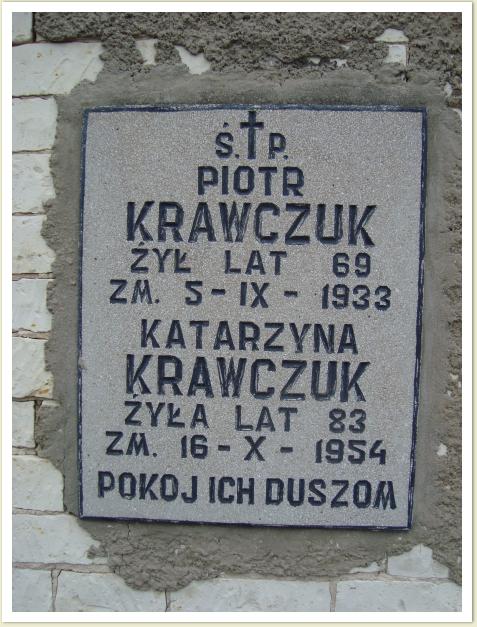 Ś.†P.
PIOTR
KRAWCZUK
ŻYŁ LAT 69
ZM. 5-IX-1933
KATARZYNA
KRAWCZUK
ŻYŁA LAT 83
ZM. 16-X-1954
POKOJ ICH DUSZOM